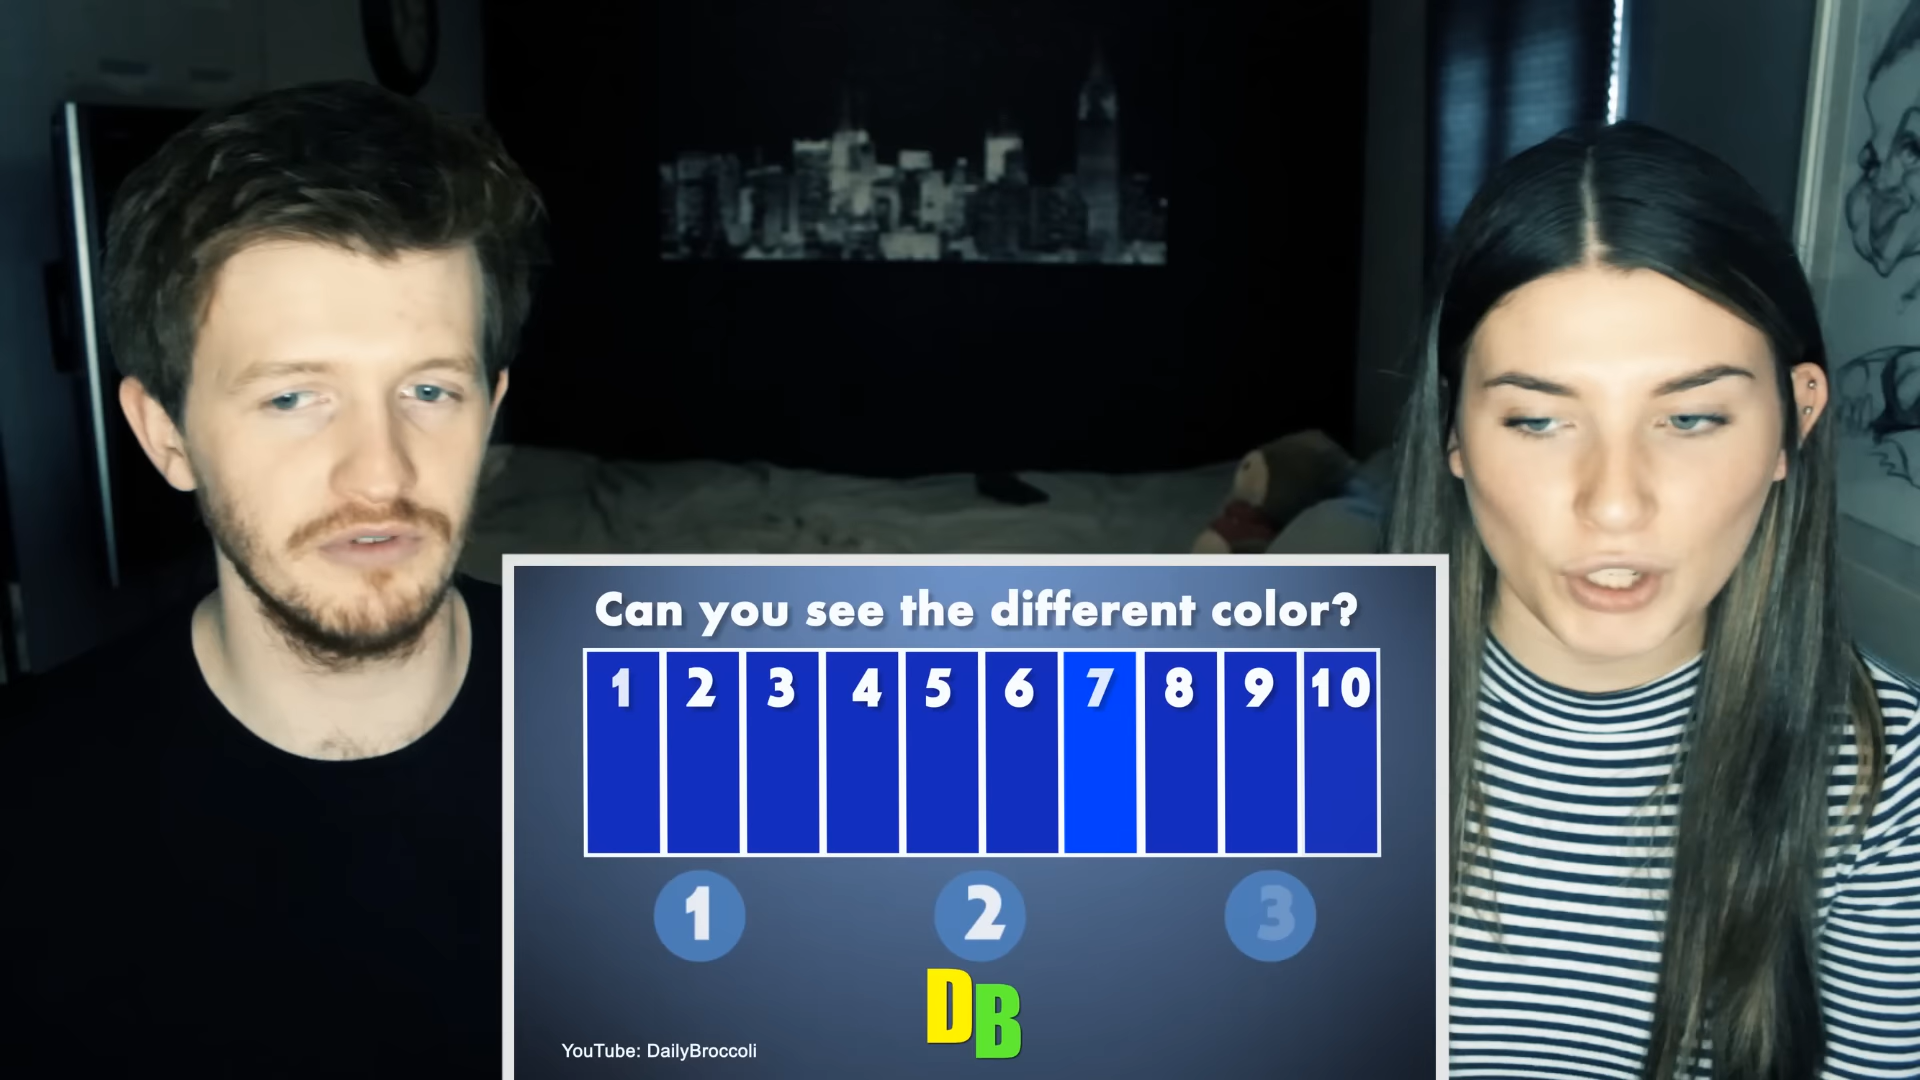 Can you see the different color?
1 2 3 4 5 6 7 8 9 10
1 2 3
DB
YouTube: DailyBroccoli